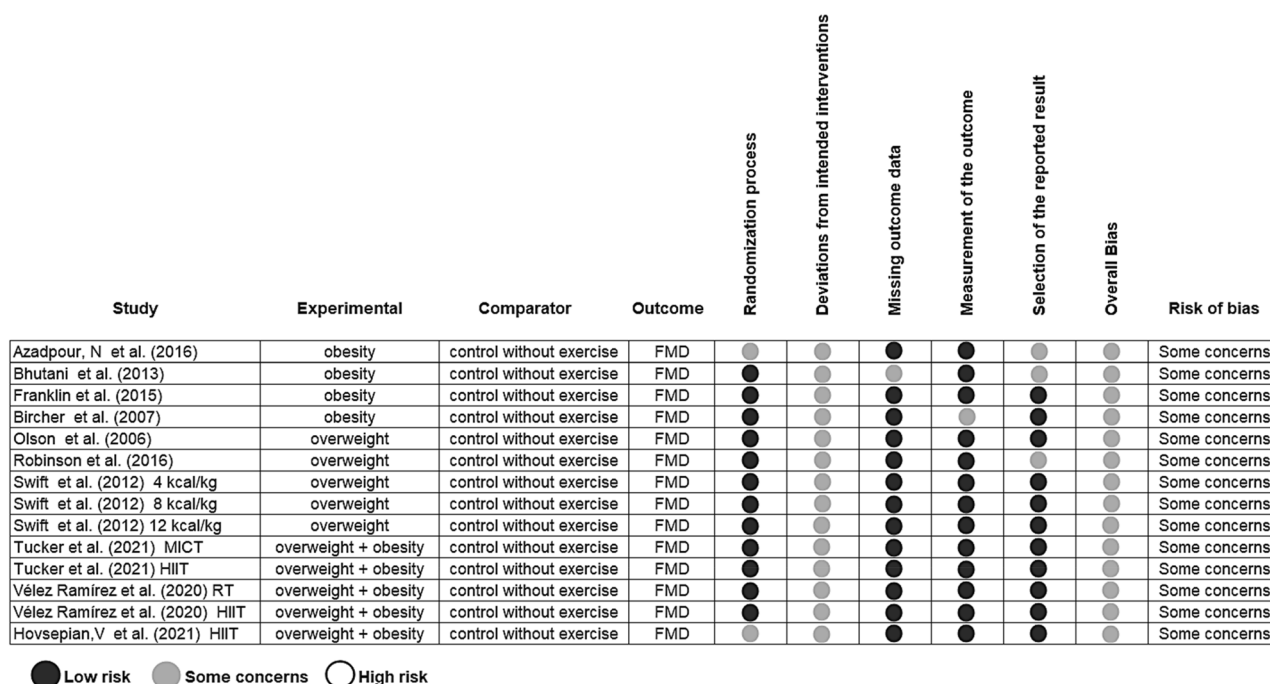 Randomization process
Deviations from intended interventions
Missing outcome data
Measurement of the outcome
Selection of the reported result
Overall Bias
Study Experimental Comparator Outcome Risk of bias
Azadpour, N et al. (2016) obesity control without exercise FMD Some concerns
Bhutani et al. (2013) obesity control without exercise FMD Some concerns
Franklin et al. (2015) obesity control without exercise FMD Some concerns
Bircher et al. (2007) obesity control without exercise FMD Some concerns
Olson et al. (2006) overweight control without exercise FMD Some concerns
Robinson et al. (2016) overweight control without exercise FMD Some concerns
Swift et al. (2012) 4 kcal/kg overweight control without exercise FMD Some concerns
Swift et al. (2012) 8 kcal/kg overweight control without exercise FMD Some concerns
Swift et al. (2012) 12 kcal/kg overweight control without exercise FMD Some concerns
Tucker et al. (2021) MICT overweight + obesity control without exercise FMD Some concerns
Tucker et al. (2021) HIIT overweight + obesity control without exercise FMD Some concerns
Vélez Ramírez et al. (2020) RT overweight + obesity control without exercise FMD Some concerns
Vélez Ramírez et al. (2020) HIIT overweight + obesity control without exercise FMD Some concerns
Hovsepian,V et al. (2021) HIIT overweight + obesity control without exercise FMD Some concerns
Low risk Some concerns High risk